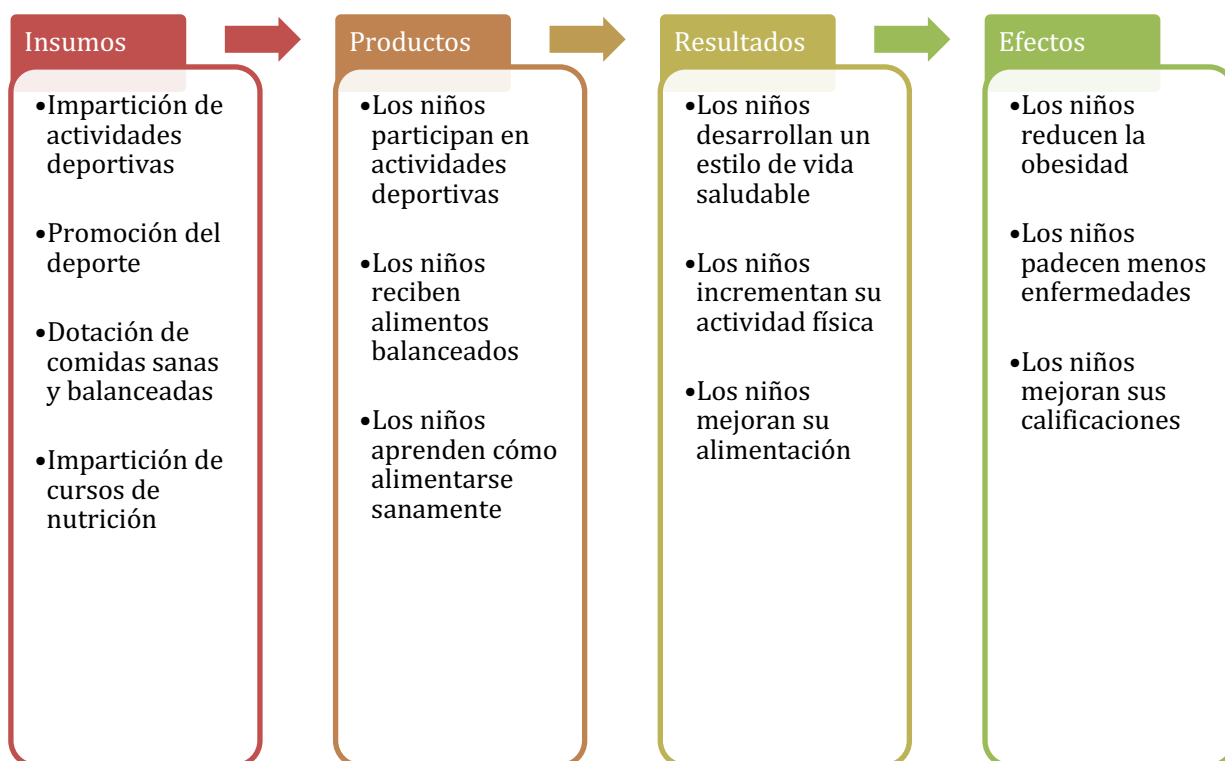 Insumos
•Impartición de
actividades
deportivas
•Promoción del
deporte
•Dotación de
comidas sanas
y balanceadas
•Impartición de
cursos de
nutrición
Productos
•Los niños
participan en
actividades
deportivas
•Los niños
reciben
alimentos
balanceados
•Los niños
aprenden cómo
alimentarse
sanamente
Resultados
•Los niños
desarrollan un
estilo de vida
saludable
•Los niños
incrementan su
actividad física
•Los niños
mejoran su
alimentación
Efectos
•Los niños
reducen la
obesidad
•Los niños
padecen menos
enfermedades
•Los niños
mejoran sus
calificaciones